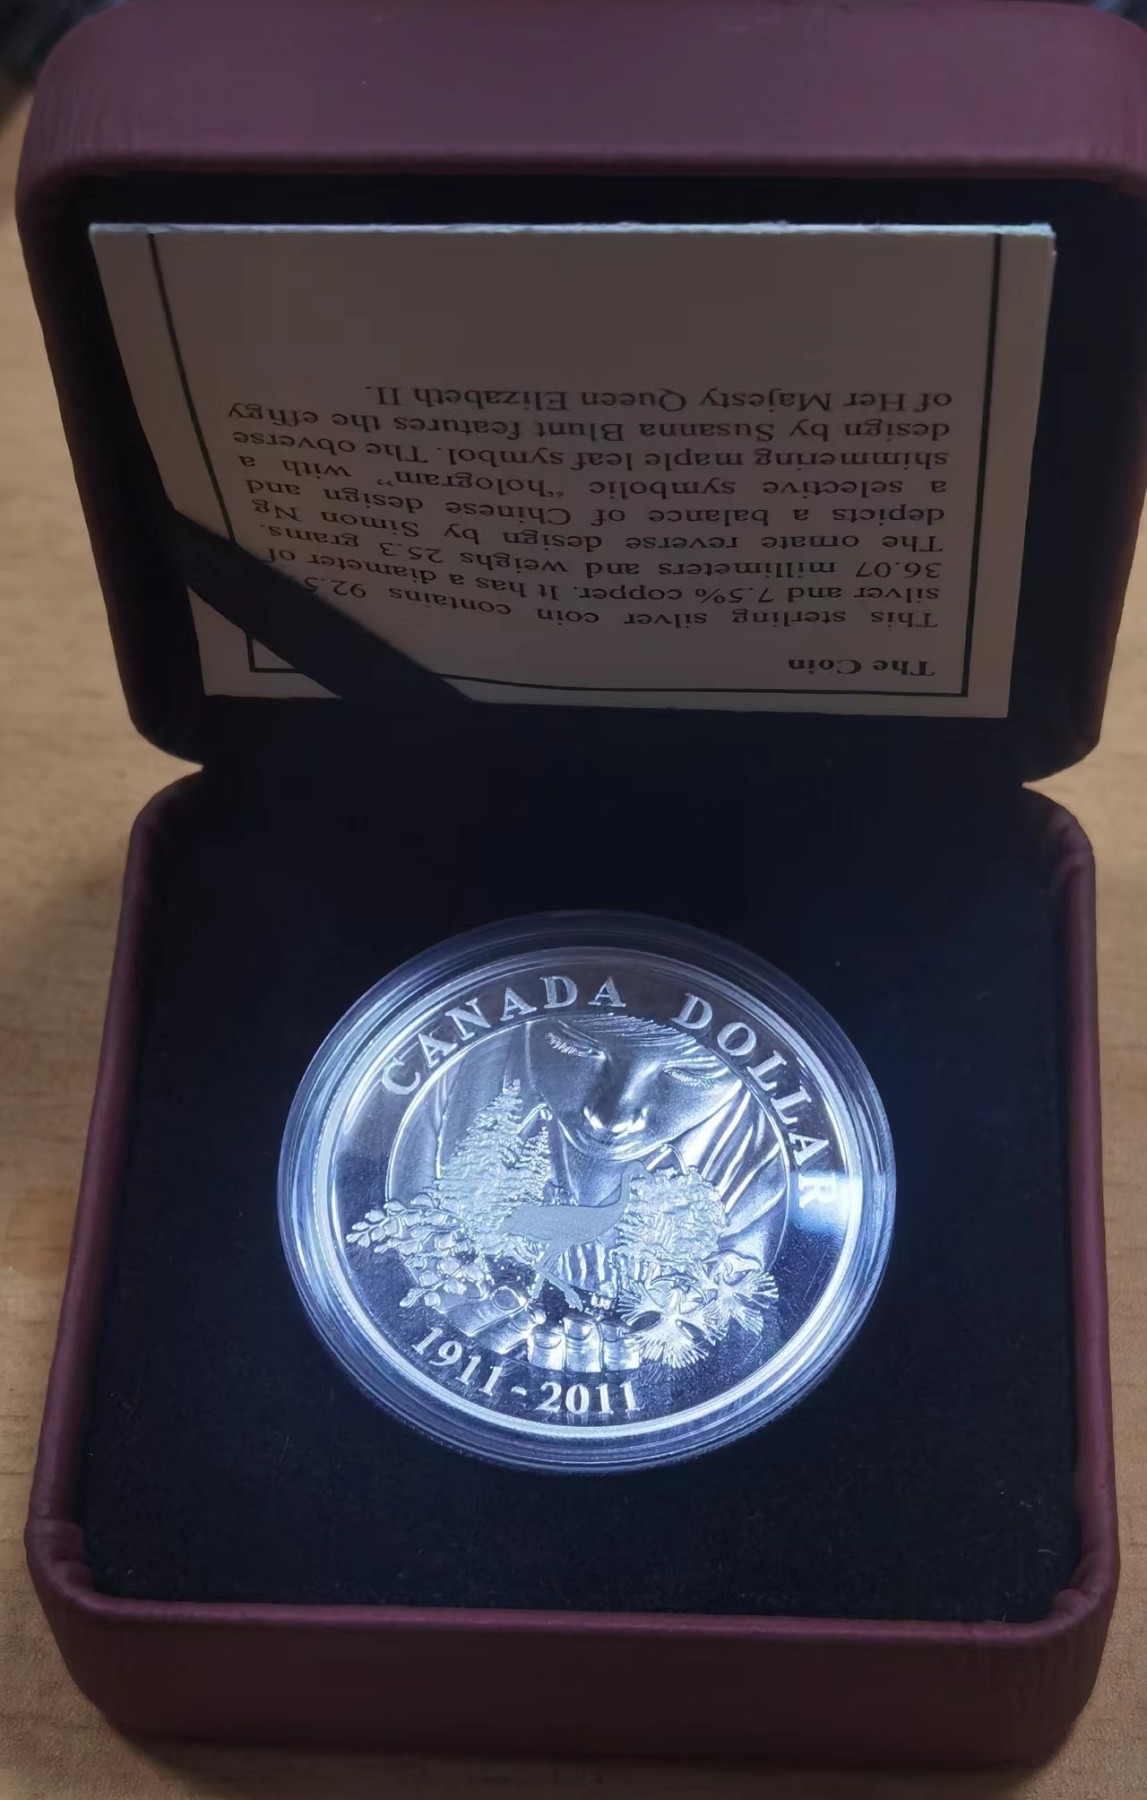 The Coin
This sterling silver coin contains 92.5%
silver and 7.5% copper. It has a diameter of
36.07 millimeters and weighs 25.3 grams.
The ornate reverse design by Simon Ng
depicts a balance of Chinese design and
a selective symbolic “hologram” with a
shimmering maple leaf symbol. The obverse
design by Susanna Blunt features the effigy
of Her Majesty Queen Elizabeth II.
CANADA DOLLAR
1911-2011